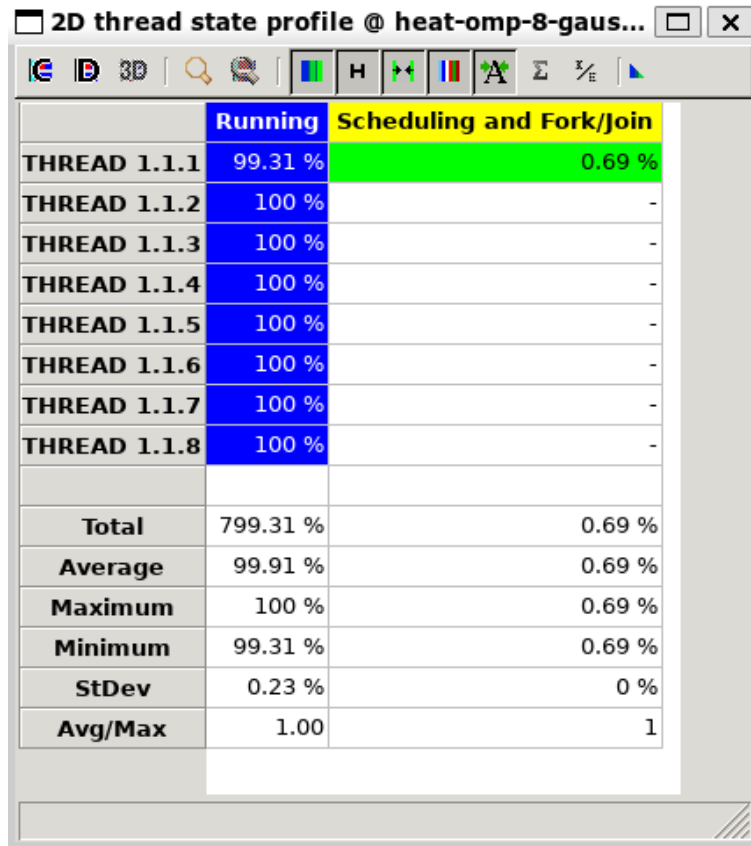 2D thread state profile @ heat-omp-8-gaus...
3D H A Σ
Running Scheduling and Fork/Join
THREAD 1.1.1 99.31 % 0.69 %
THREAD 1.1.2 100 % -
THREAD 1.1.3 100 % -
THREAD 1.1.4 100 % -
THREAD 1.1.5 100 % -
THREAD 1.1.6 100 % -
THREAD 1.1.7 100 % -
THREAD 1.1.8 100 % -
Total 799.31 % 0.69 %
Average 99.91 % 0.69 %
Maximum 100 % 0.69 %
Minimum 99.31 % 0.69 %
StDev 0.23 % 0 %
Avg/Max 1.00 1